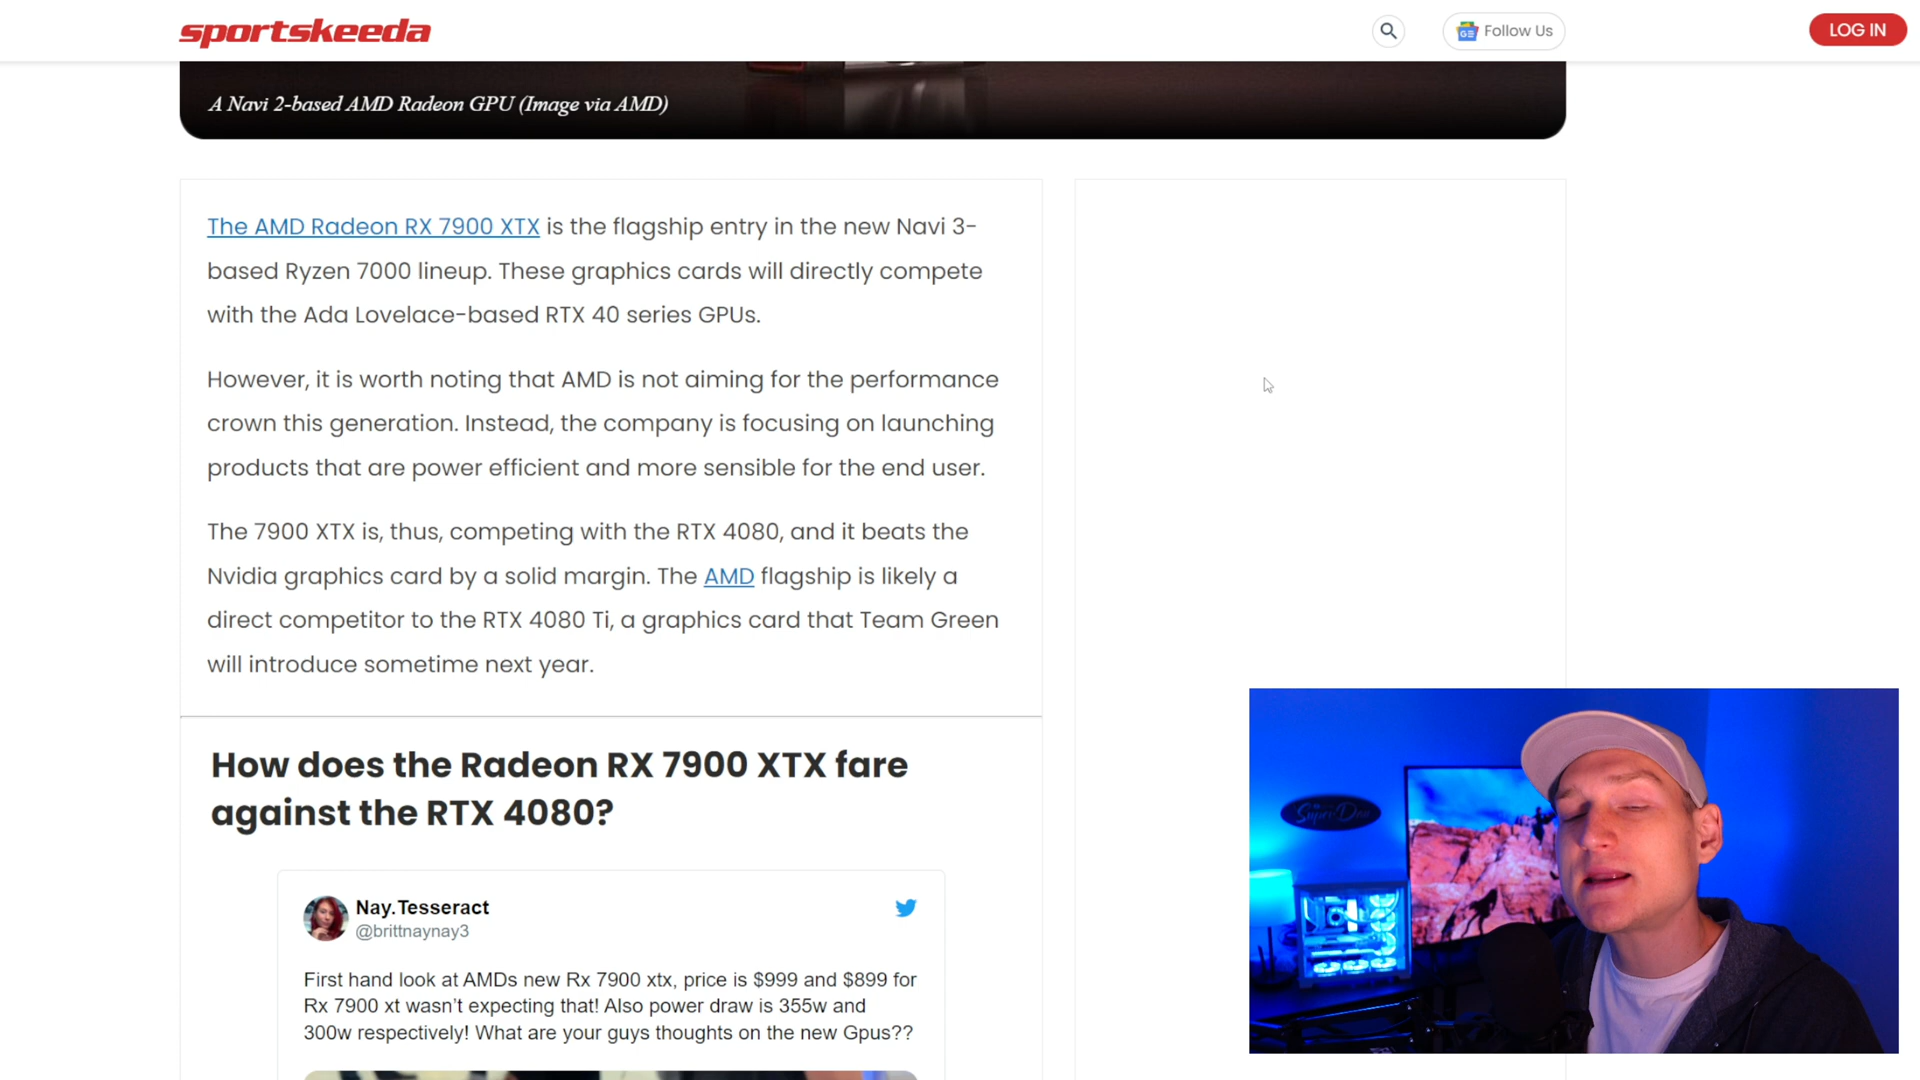 sportskeeda
Follow Us
LOG IN
A Navi 2-based AMD Radeon GPU (Image via AMD)
The AMD Radeon RX 7900 XTX is the flagship entry in the new Navi 3-
based Ryzen 7000 lineup. These graphics cards will directly compete
with the Ada Lovelace-based RTX 40 series GPUs.
However, it is worth noting that AMD is not aiming for the performance
crown this generation. Instead, the company is focusing on launching
products that are power efficient and more sensible for the end user.
The 7900 XTX is, thus, competing with the RTX 4080, and it beats the
Nvidia graphics card by a solid margin. The AMD flagship is likely a
direct competitor to the RTX 4080 Ti, a graphics card that Team Green
will introduce sometime next year.
How does the Radeon RX 7900 XTX fare
against the RTX 4080?
Nay.Tesseract
@brittnaynay3
First hand look at AMDs new Rx 7900 xtx, price is $999 and $899 for
Rx 7900 xt wasn't expecting that! Also power draw is 355w and
300w respectively! What are your guys thoughts on the new Gpus??